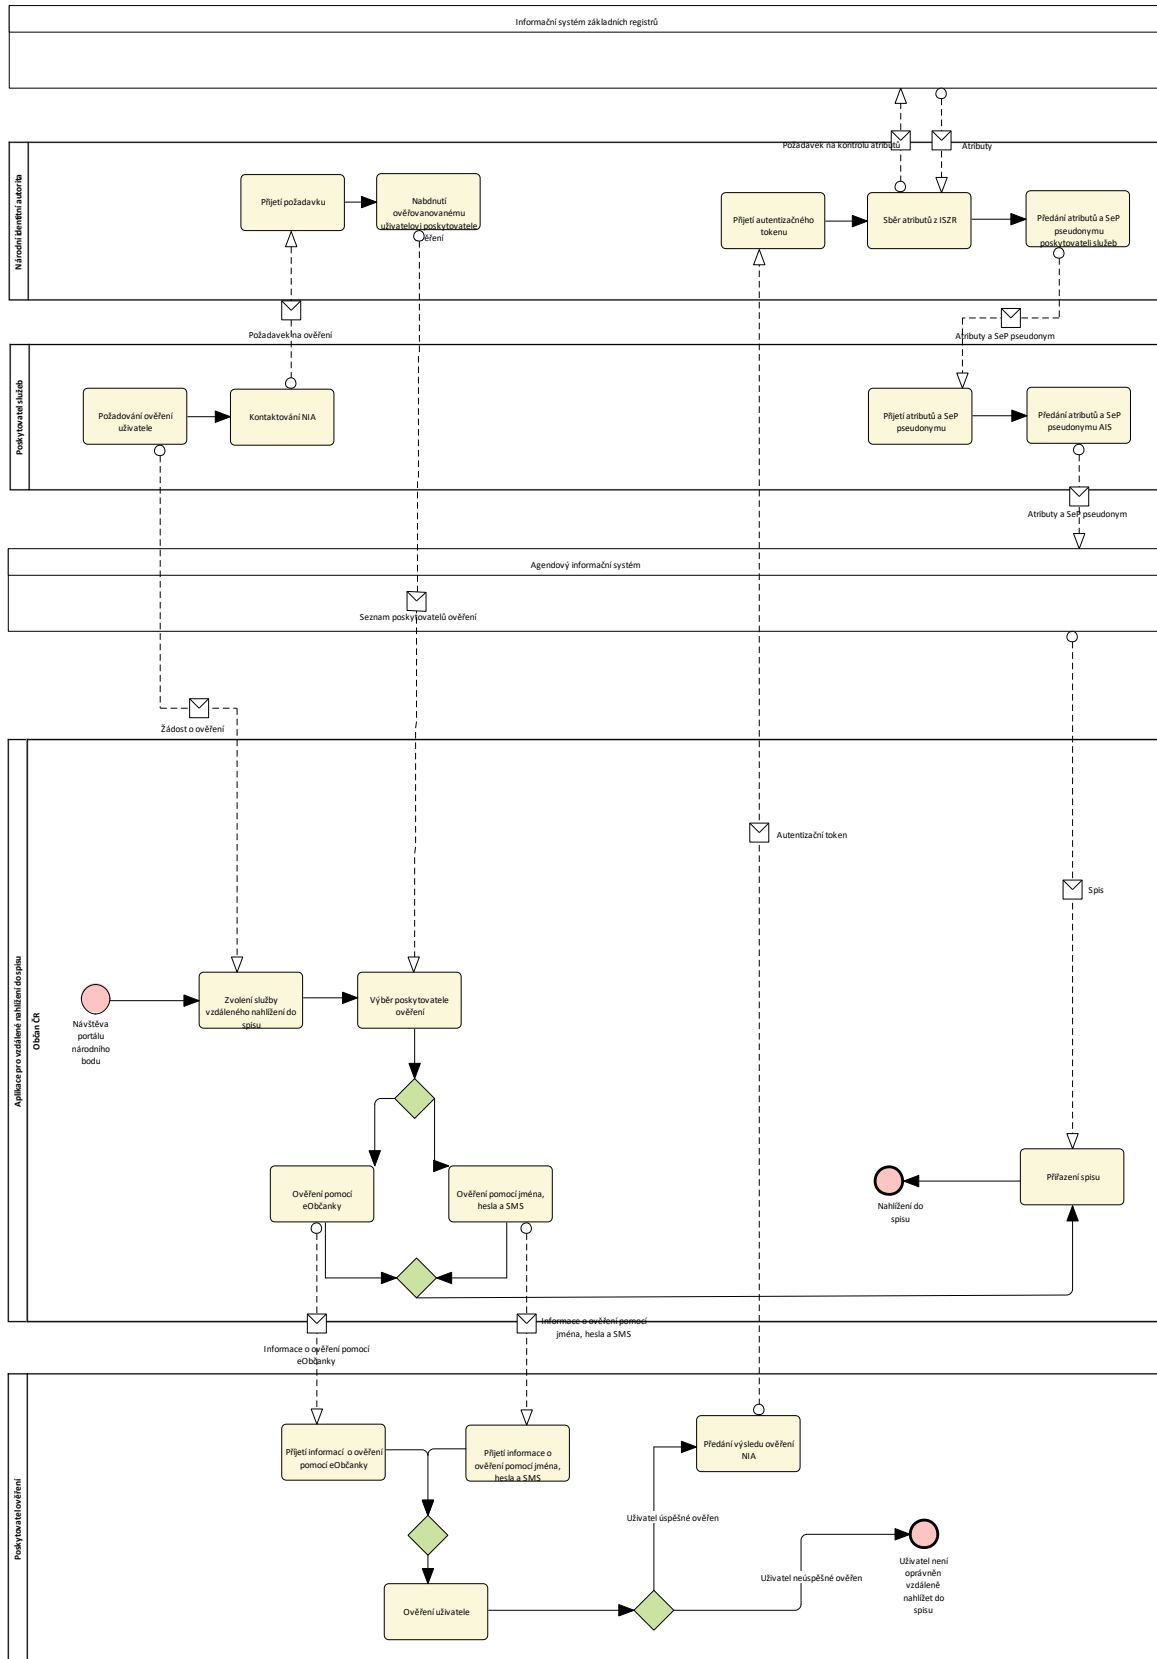 Informační systém základních registrů
Požadavek na kontrolu atributů
Atributy
Národní identitní autorita
Přijetí požadavku
Nabdnutí
ověřovanovanému
uživatelovi poskytovatele
ověření
Přijetí autentizačního
tokenu
Sběr atributů z ISZR
Předání atributů a SeP
pseudonymu
poskytovateli služeb
Požadavek na ověření
Atributy a SeP pseudonym
Poskytovatel služeb
Požadování ověření
uživatele
Kontaktování NIA
Přijetí atributů a SeP
pseudonymu
Předání atributů a SeP
pseudonymu AIS
Atributy a SeP pseudonym
Agendový informační systém
Seznam poskytovatelů ověření
Žádost o ověření
Aplikace pro vzdálené nahlížení do spisu
Občan ČR
Autentizační token
Spis
Návštěva
portálu
národního
bodu
Zvolení služby
vzdáleného nahlížení do
spisu
Výběr poskytovatele
ověření
Ověření pomocí
eObčanky
Ověření pomocí jména,
hesla a SMS
Nahlížení do
spisu
Přiřazení spisu
Informace o ověření pomocí
eObčanky
Informace o ověření pomocí
jména, hesla a SMS
Poskytovatel ověření
Přijetí informací o ověření
pomocí eObčanky
Přijetí informace o
ověření pomocí jména,
hesla a SMS
Předání výsledu ověření
NIA
Uživatel úspěšné ověřen
Uživatel neúspěšné ověřen
Uživatel není
oprávněn
vzdáleně
nahlížet do
spisu
Ověření uživatele